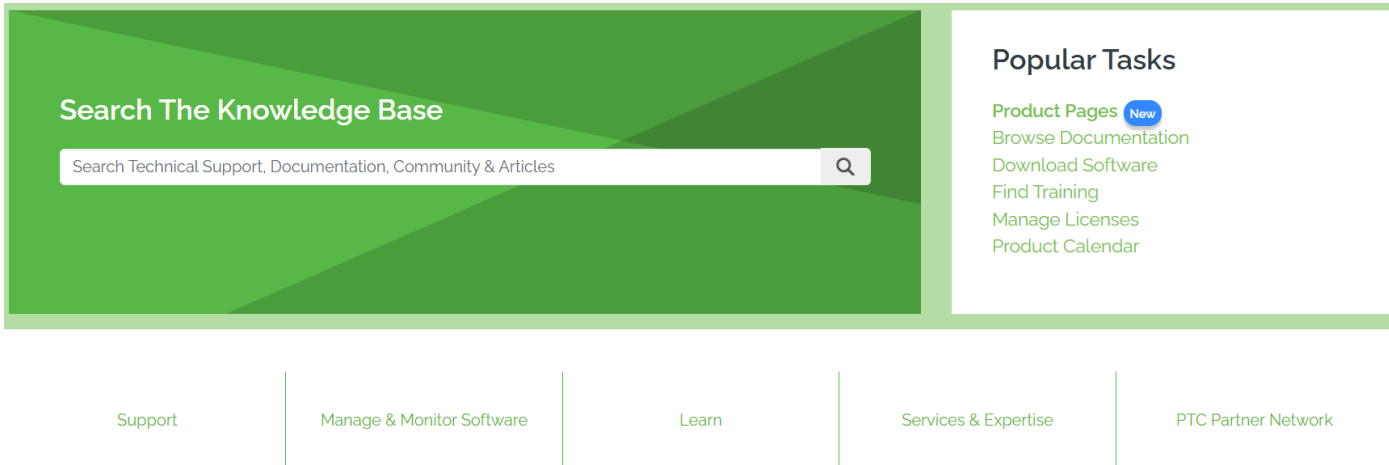 Search The Knowledge Base
Search Technical Support, Documentation, Community & Articles
Popular Tasks
Product Pages New
Browse Documentation
Download Software
Find Training
Manage Licenses
Product Calendar
Support
Manage & Monitor Software
Learn
Services & Expertise
PTC Partner Network